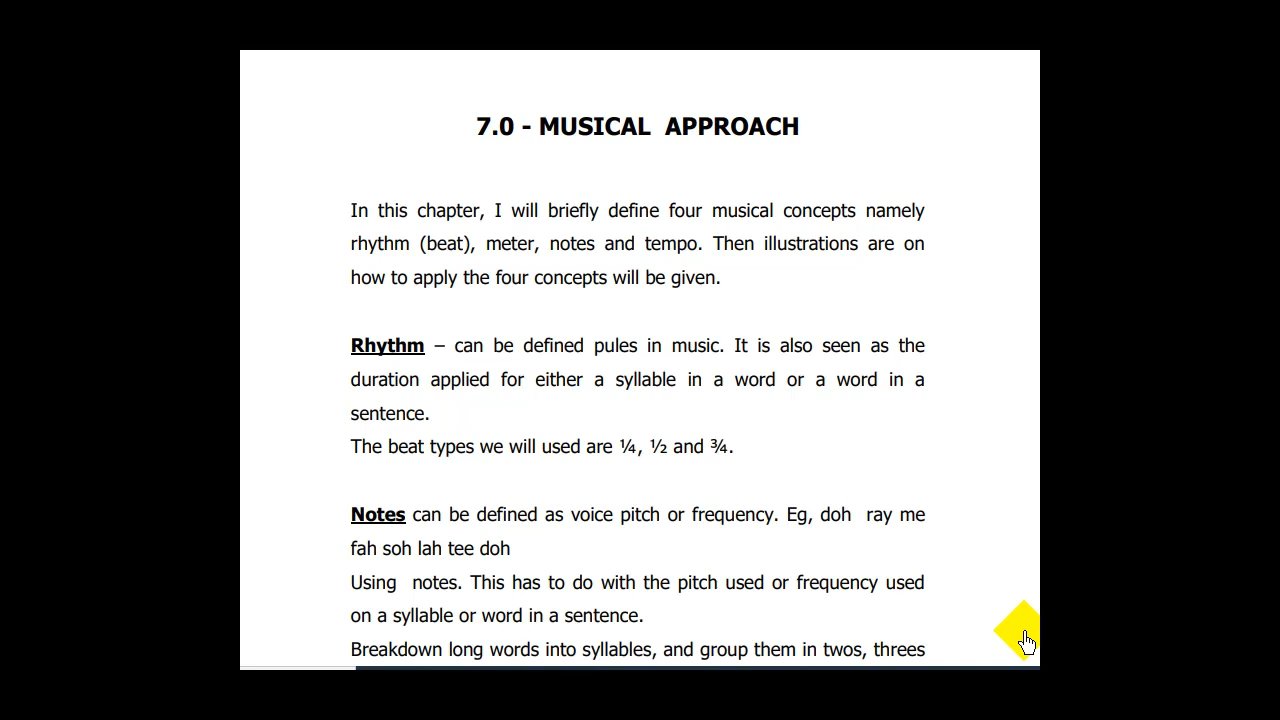 7.0 - MUSICAL APPROACH
In this chapter, I will briefly define four musical concepts namely
rhythm (beat), meter, notes and tempo. Then illustrations are on
how to apply the four concepts will be given.
Rhythm – can be defined pules in music. It is also seen as the
duration applied for either a syllable in a word or a word in a
sentence.
The beat types we will used are ¼, ½ and ¾.
Notes can be defined as voice pitch or frequency. Eg, doh ray me
fah soh lah tee doh
Using notes. This has to do with the pitch used or frequency used
on a syllable or word in a sentence.
Breakdown long words into syllables, and group them in twos, threes